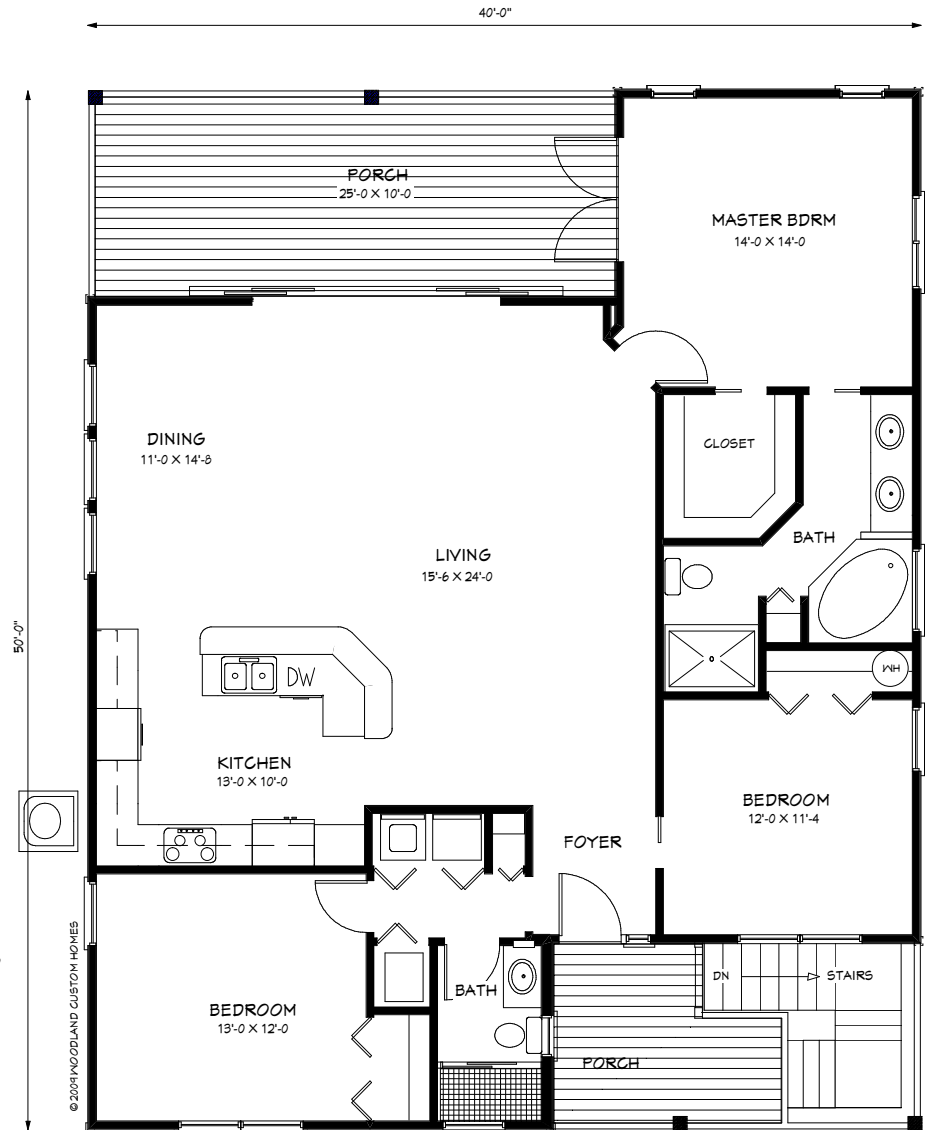 40'-0"
PORCH
25'-0 X 10'-0
MASTER BDRM
14'-0 X 14'-0
DINING
11'-0 X 14'-8
CLOSET
BATH
LIVING
15'-6 X 24'-0
50'-0"
DW
WH
KITCHEN
13'-0 X 10'-0
BEDROOM
12'-0 X 11'-4
FOYER
© 2009 WOODLAND CUSTOM HOMES
DN
STAIRS
BATH
BEDROOM
13'-0 X 12'-0
PORCH